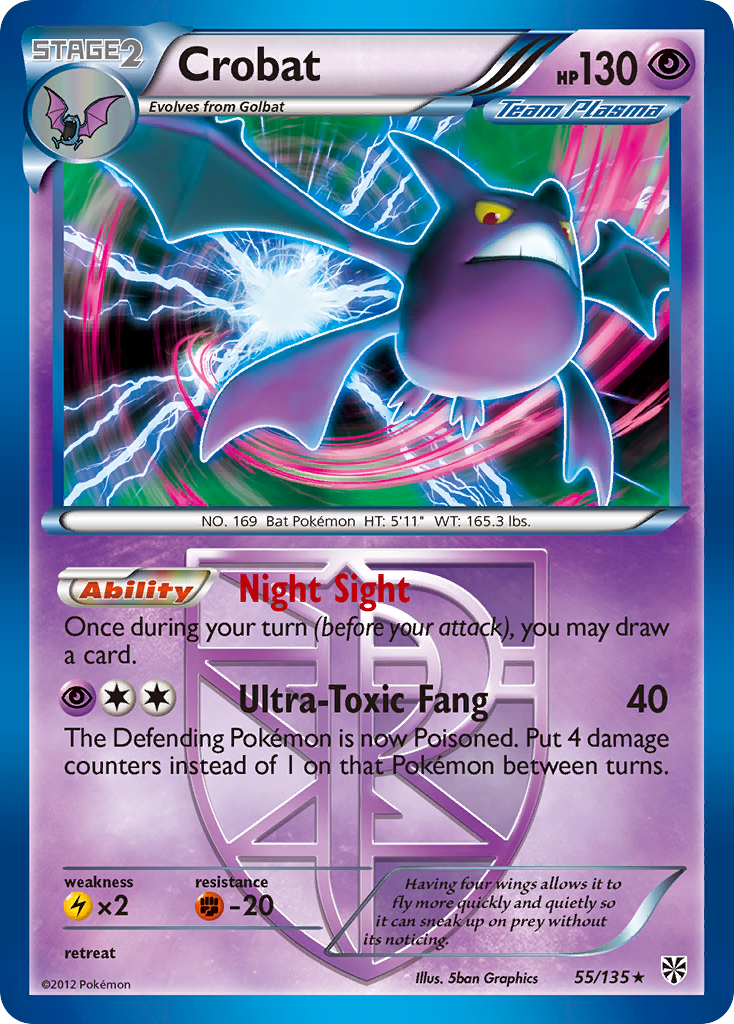 STAGE2
Crobat
HP130
Evolves from Golbat
Team Plasma
NO. 169 Bat Pokémon HT: 5'11" WT: 165.3 lbs.
Ability Night Sight
Once during your turn (before your attack), you may draw
a card.
Ultra-Toxic Fang 40
The Defending Pokémon is now Poisoned. Put 4 damage
counters instead of 1 on that Pokémon between turns.
weakness resistance
×2 -20
retreat
Having four wings allows it to
fly more quickly and quietly so
it can sneak up on prey without
its noticing.
©2012 Pokémon
Illus. 5ban Graphics 55/135 ★